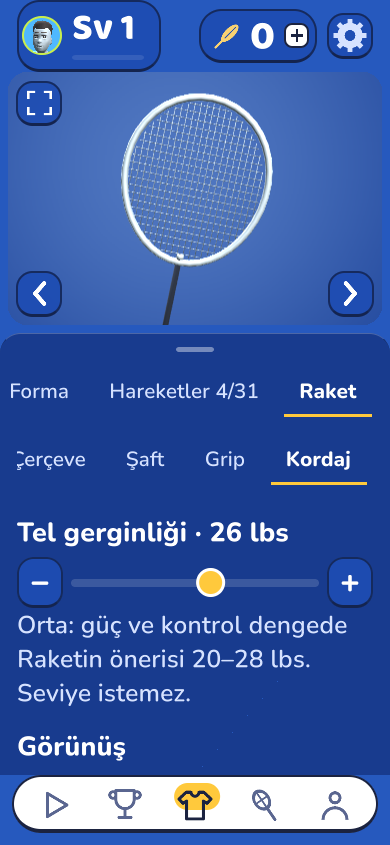 Sv 1
0
Forma Hareketler 4/31 Raket
Çerçeve Şaft Grip Kordaj
Tel gerginliği · 26 lbs
Orta: güç ve kontrol dengede
Raketin önerisi 20–28 lbs.
Seviye istemez.
Görünüş